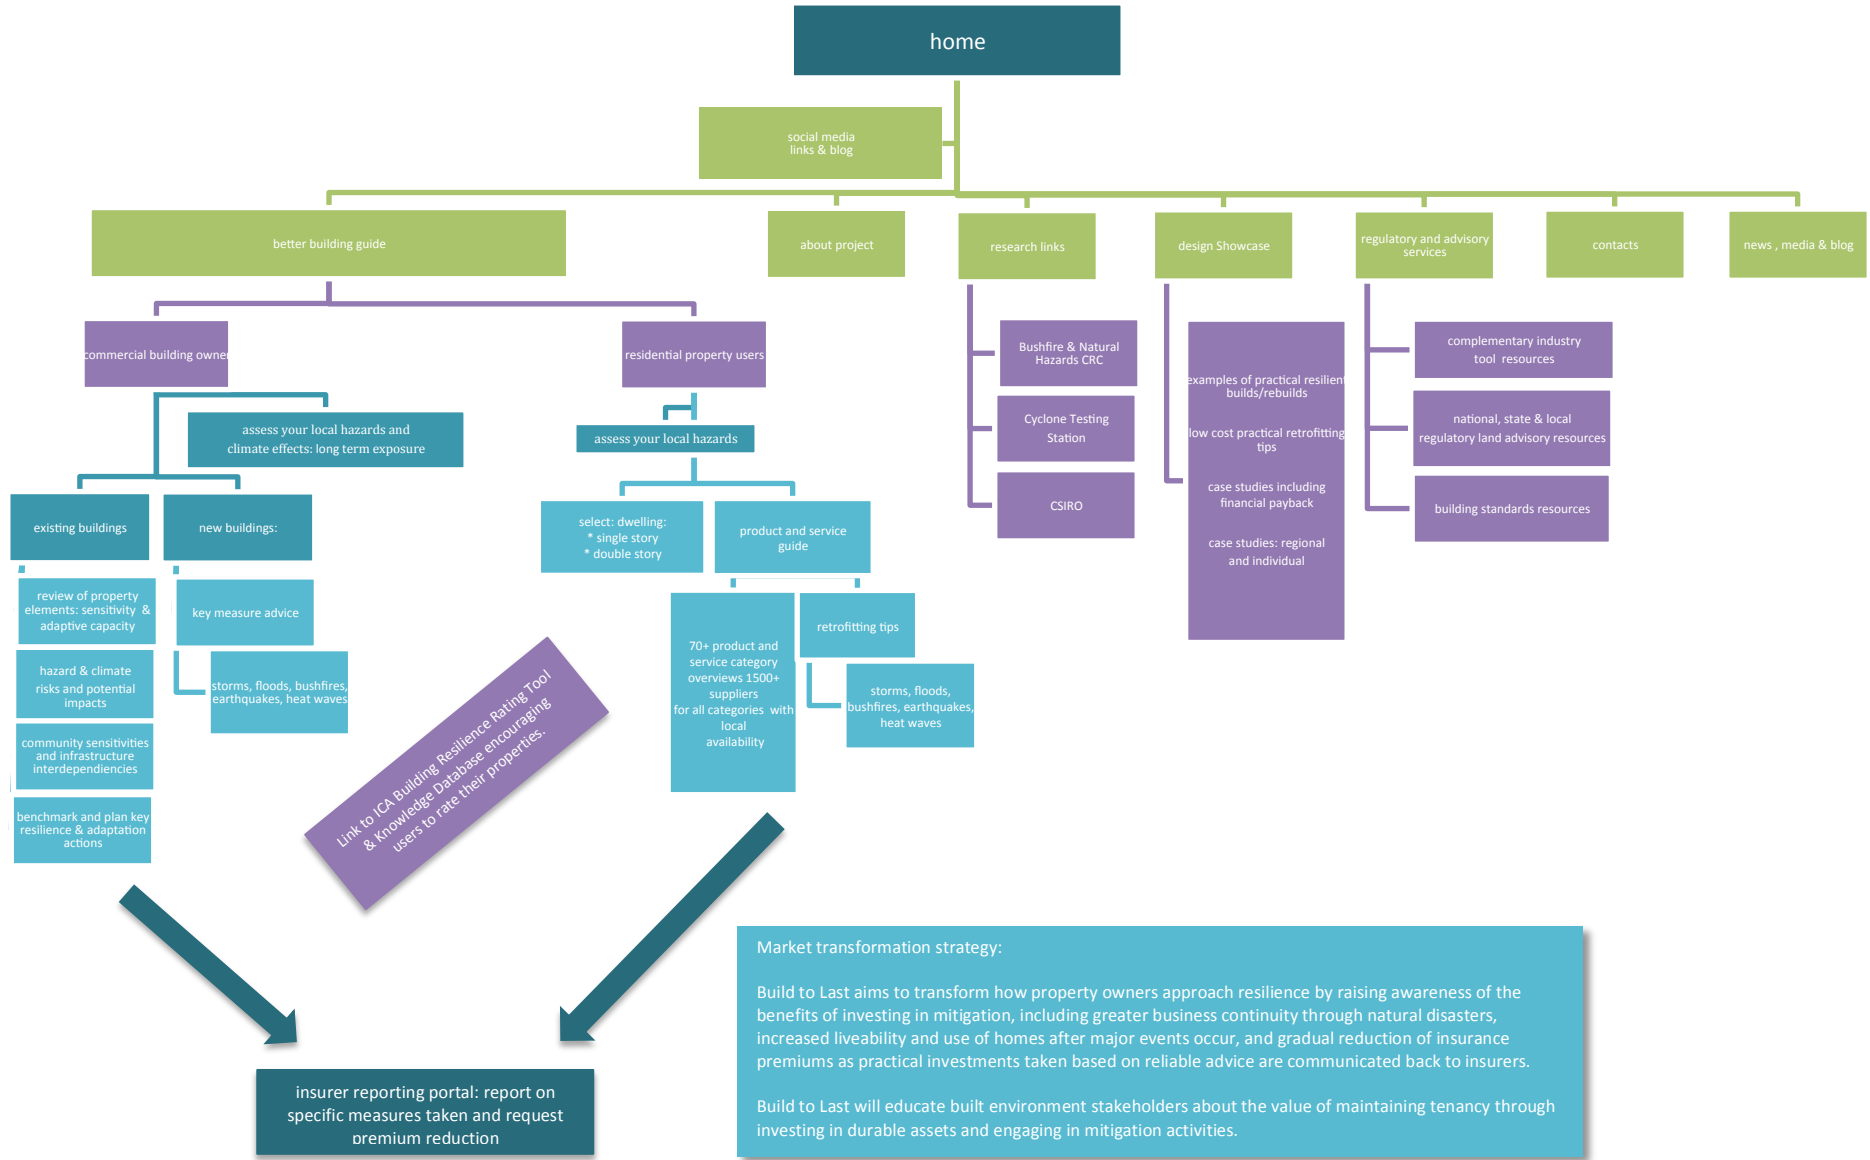 home
social media
links & blog
better building guide
about project
research links
design Showcase
regulatory and advisory
services
contacts
news , media & blog
commercial building owner
residential property users
assess your local hazards and
climate effects: long term exposure
assess your local hazards
existing buildings
new buildings:
review of property
elements: sensitivity &
adaptive capacity
hazard & climate
risks and potential
impacts
community sensitivities
and infrastructure
interdependiencies
benchmark and plan key
resilience & adaptation
actions
key measure advice
storms, floods, bushfires,
earthquakes, heat waves
select: dwelling:
* single story
* double story
product and service
guide
70+ product and
service category
overviews 1500+
suppliers
for all categories with
local
availability
retrofitting tips
storms, floods,
bushfires, earthquakes,
heat waves
Bushfire & Natural
Hazards CRC
Cyclone Testing
Station
CSIRO
examples of practical resilient
builds/rebuilds
low cost practical retrofitting
tips
case studies including
financial payback
case studies: regional
and individual
complementary industry
tool resources
national, state & local
regulatory land advisory resources
building standards resources
Link to ICA Building Resilience Rating Tool
& Knowledge Database encouraging
users to rate their properties.
insurer reporting portal: report on
specific measures taken and request
premium reduction
Market transformation strategy:
Build to Last aims to transform how property owners approach resilience by raising awareness of the
benefits of investing in mitigation, including greater business continuity through natural disasters,
increased liveability and use of homes after major events occur, and gradual reduction of insurance
premiums as practical investments taken based on reliable advice are communicated back to insurers.
Build to Last will educate built environment stakeholders about the value of maintaining tenancy through
investing in durable assets and engaging in mitigation activities.